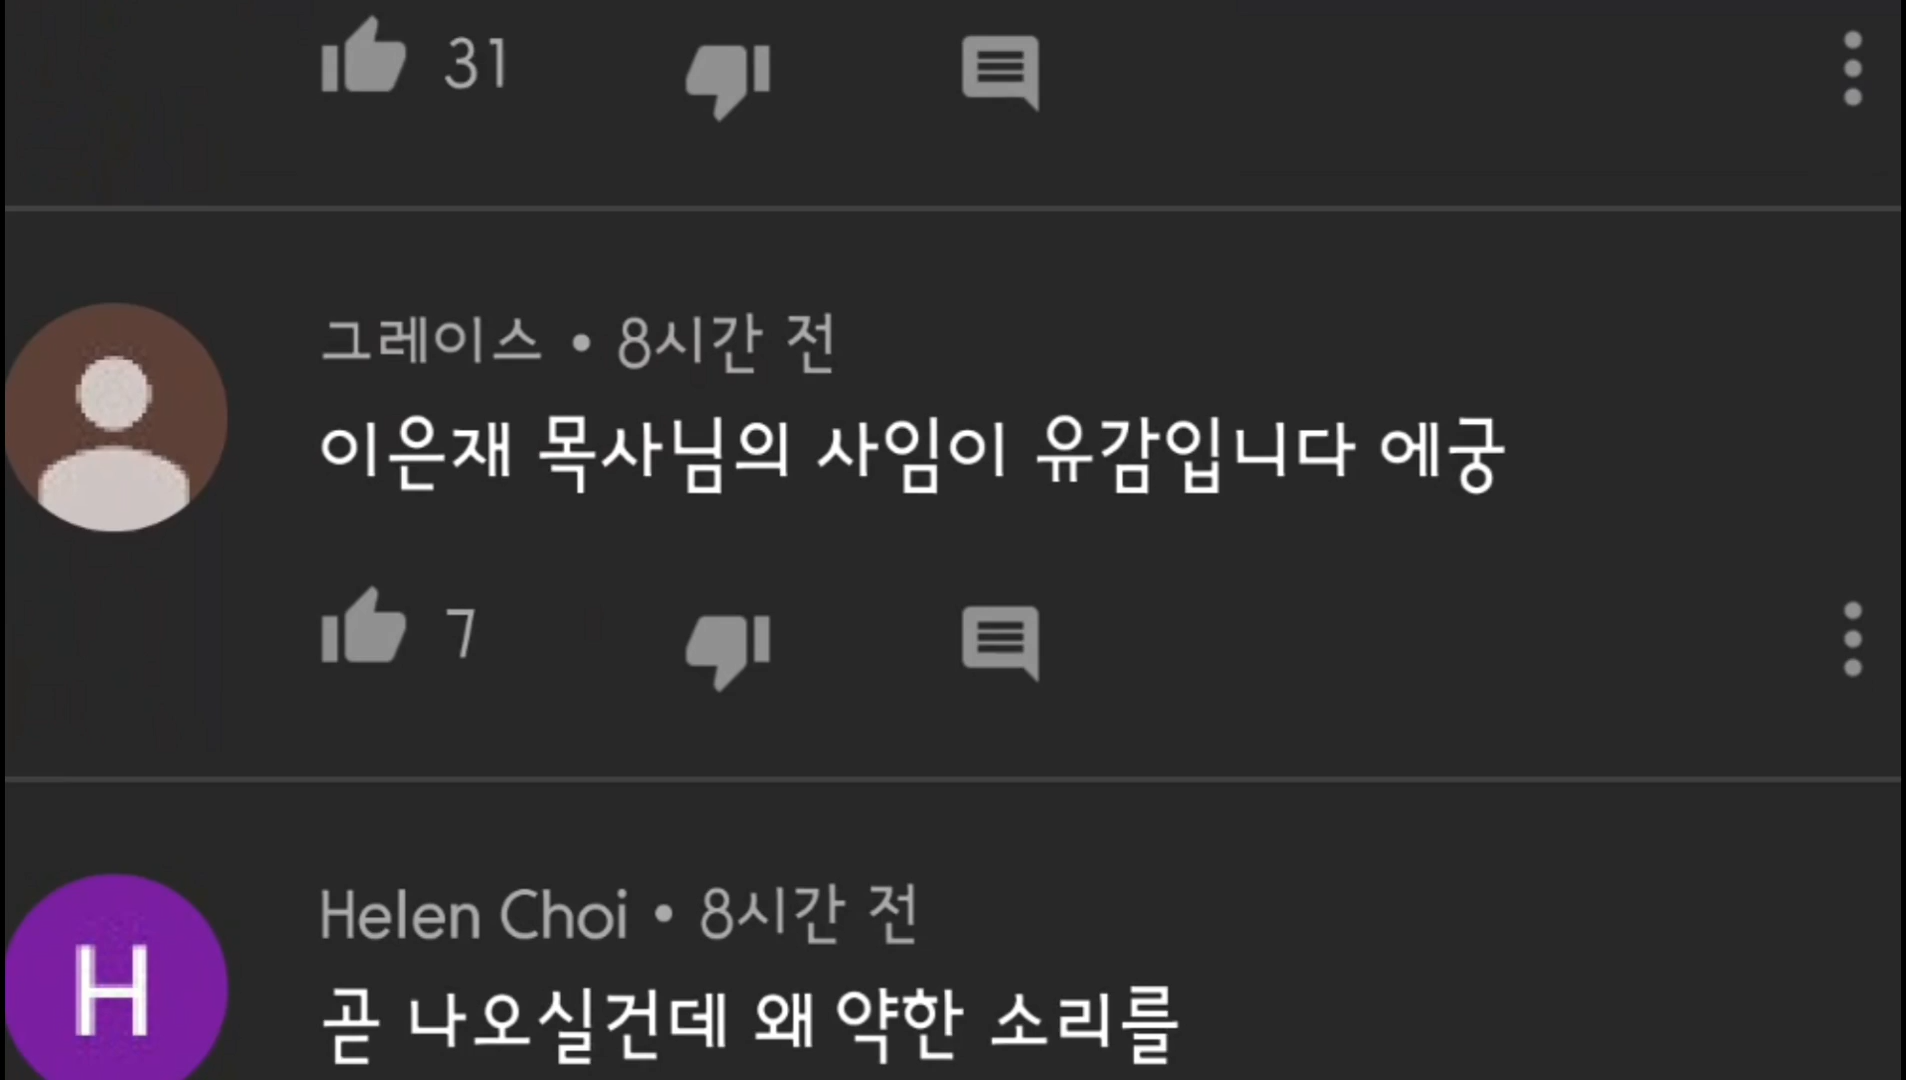 31
그레이스 • 8시간 전
이은재 목사님의 사임이 유감입니다 에궁
7
H
Helen Choi • 8시간 전
곧 나오실건데 왜 약한 소리를